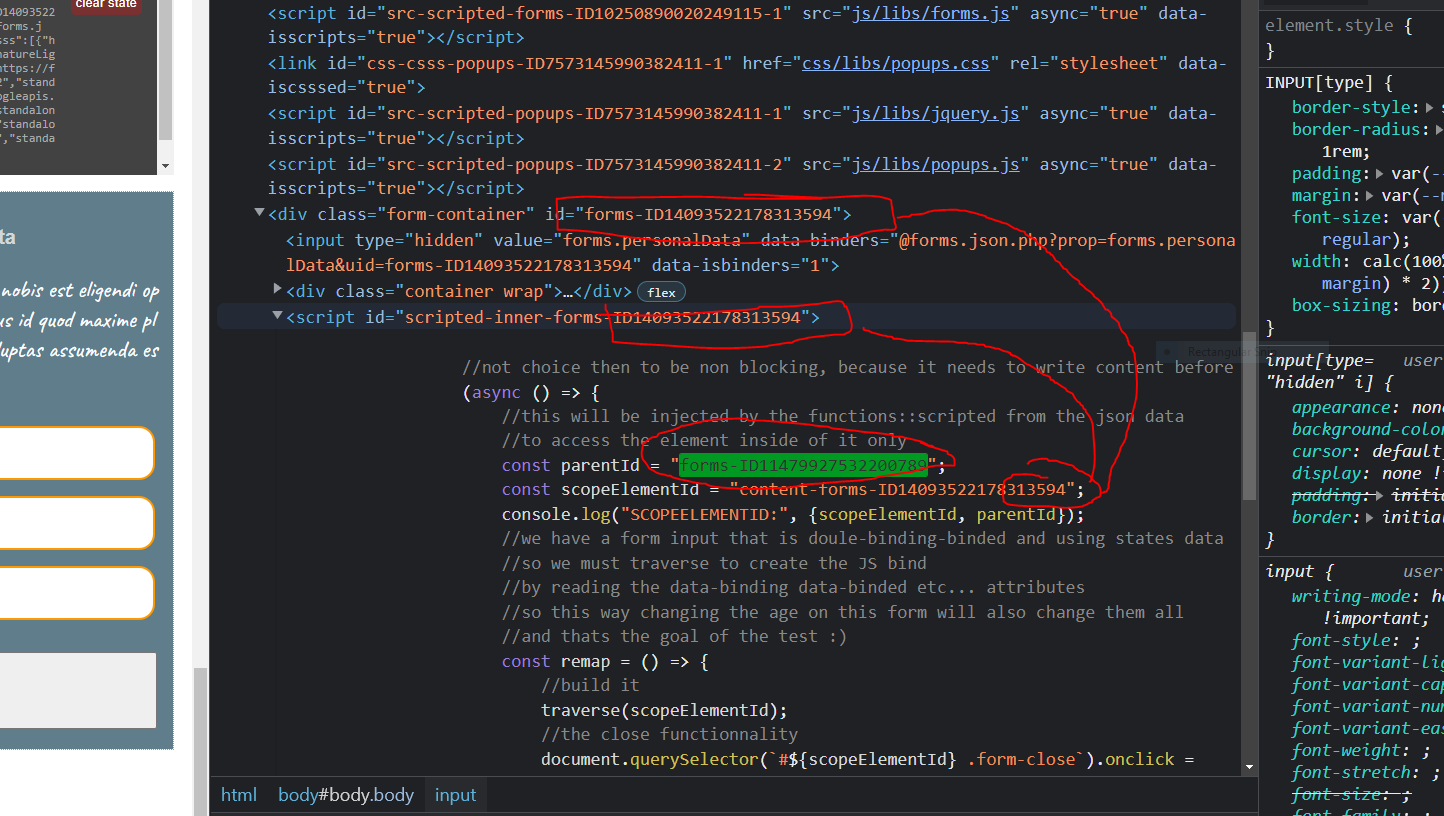 clear state
D14093522
forms.j
sss":[{"h
natureLig
https://f
2","stand
ogleapis.
standalon
"standalo
","standa
ta
nobis est eligendi op
us id quod maxime pl
luptas assumenda es
<script id="src-scripted-forms-ID10250890020249115-1" src="js/libs/forms.js" async="true" data-
isscripts="true"></script>
<link id="css-csss-popups-ID7573145990382411-1" href="css/libs/popups.css" rel="stylesheet" data-
iscsssed="true">
<script id="src-scripted-popups-ID7573145990382411-1" src="js/libs/jquery.js" async="true" data-
isscripts="true"></script>
<script id="src-scripted-popups-ID7573145990382411-2" src="js/libs/popups.js" async="true" data-
isscripts="true"></script>
<div class="form-container" id="forms-ID14093522178313594">
<input type="hidden" value="forms.personalData" data-binders="@forms.json.php?prop=forms.perso­na
lData&uid=forms-ID14093522178313594" data-isbinders="1">
<div class="container wrap">…</div> flex
<script id="scripted-inner-forms-ID14093522178313594">
//not choice then to be non blocking, because it needs to write content before
(async () => {
//this will be injected by the functions::scripted from the json data
//to access the element inside of it only
const parentId = "forms-ID11479927532200789";
const scopeElementId = "content-forms-ID14093522178313594";
console.log("SCOPEELEMENTID:", {scopeElementId, parentId});
//we have a form input that is doule-binding-binded and using states data
//so we must traverse to create the JS bind
//by reading the data-binding data-binded etc... attributes
//so this way changing the age on this form will also change them all
//and thats the goal of the test :)
const remap = () => {
//build it
traverse(scopeElementId);
//the close functionnality
document.querySelector(`#${scopeElementId} .form-close`).onclick =
html body#body.body input
element.style {
}
INPUT[type] {
border-style: s
border-radius:
1rem;
padding: var(--
margin: var(--m
font-size: var(
regular);
width: calc(100%
margin) * 2))
box-sizing: bor
}
Rectangular Sn
input[type= user
"hidden" i] {
appearance: none
background-color
cursor: default
display: none !
padding: initia
border: initial
}
input { user
writing-mode: ho
!important;
font-style: ;
font-variant-lig
font-variant-cap
font-variant-num
font-variant-eas
font-weight: ;
font-stretch: ;
font-size: ;
font-family: ;